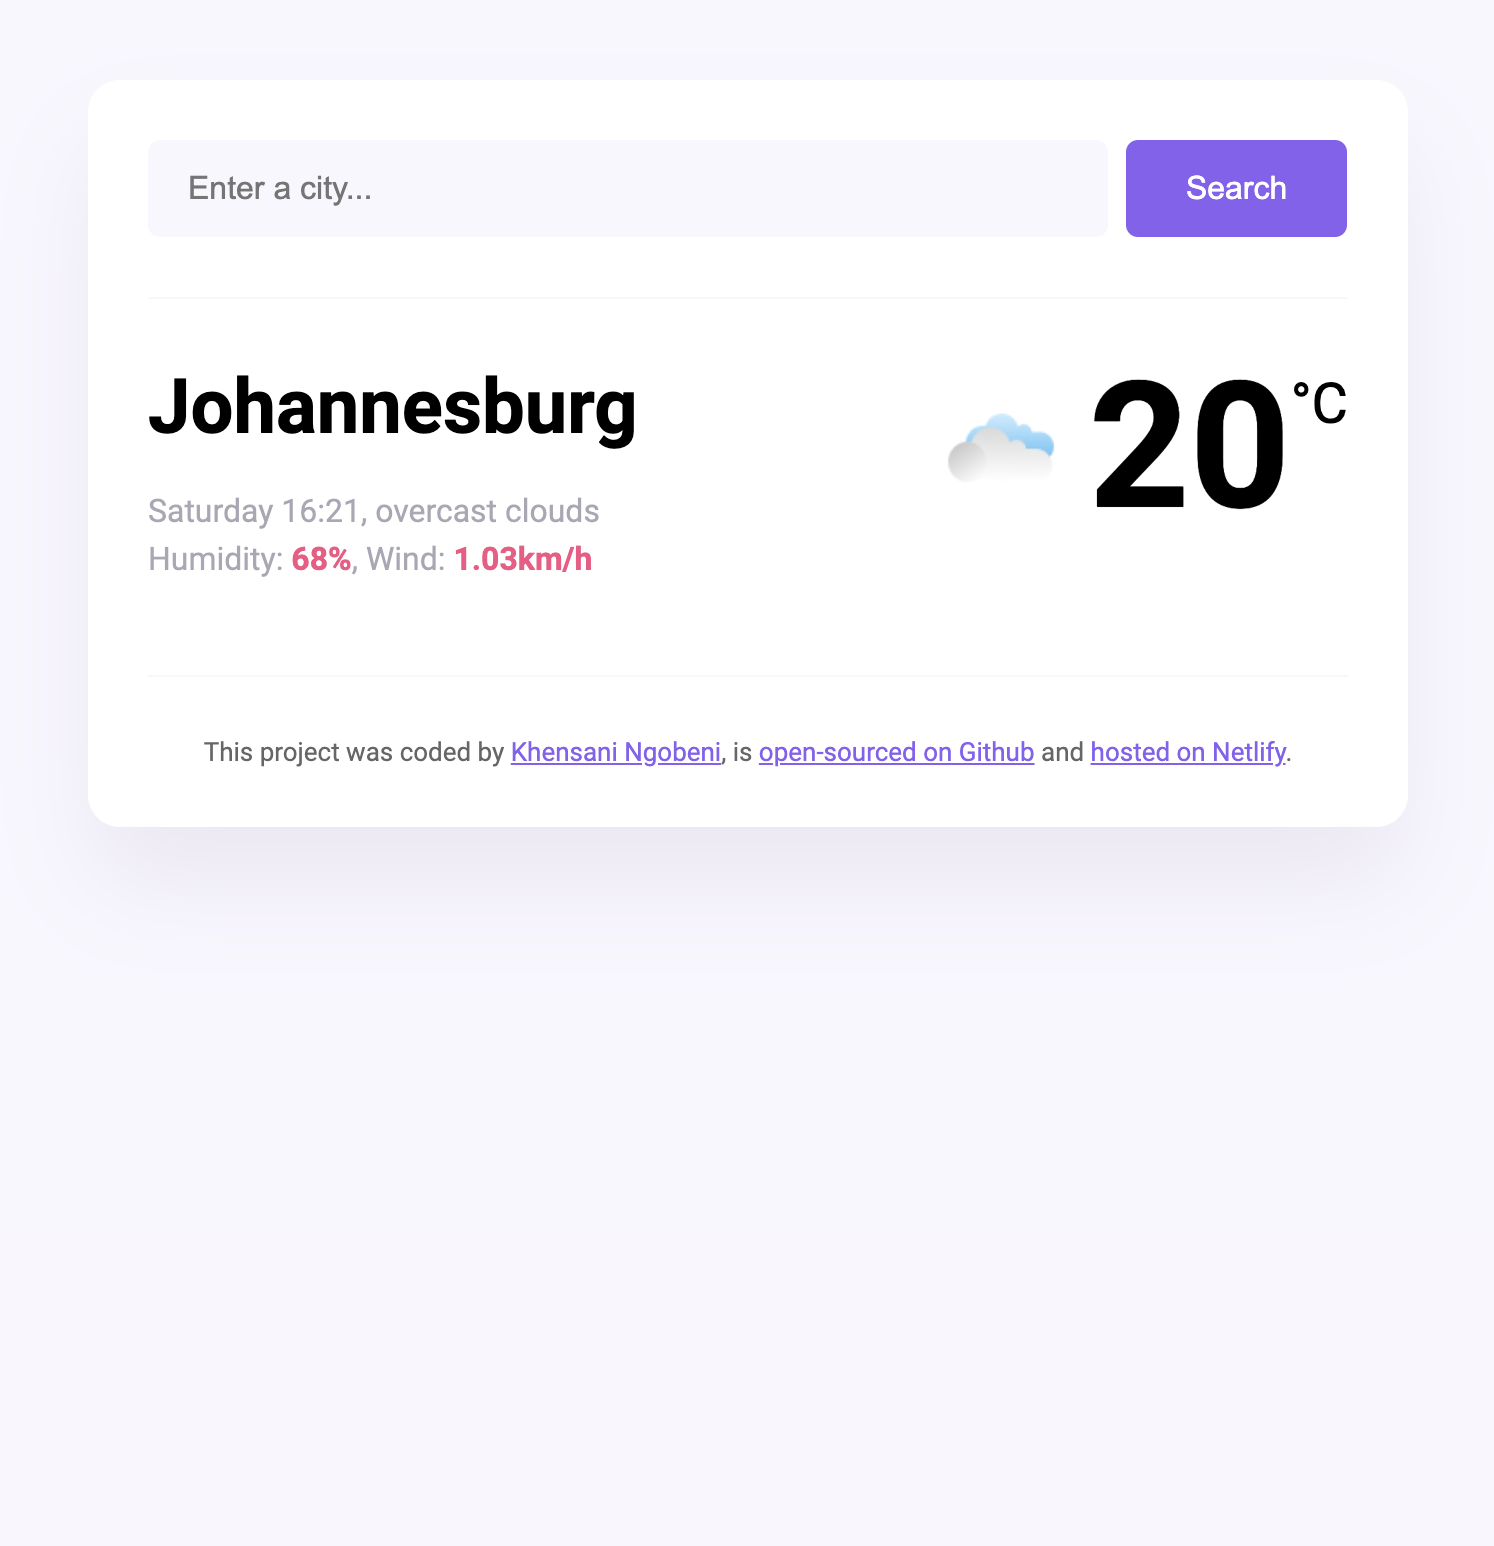 Enter a city...
Search
Johannesburg
20
°C
Saturday 16:21, overcast clouds
Humidity: 68%, Wind: 1.03km/h
This project was coded by Khensani Ngobeni, is open-sourced on Github and hosted on Netlify.